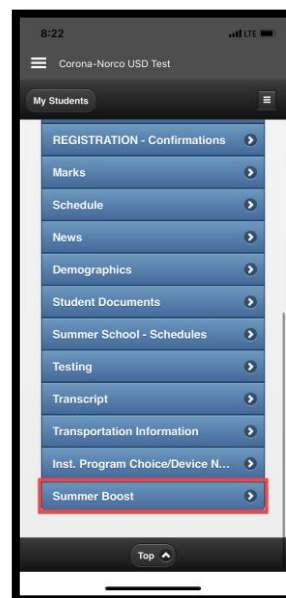 8:22
LTE
Corona-Norco USD Test
My Students
REGISTRATION - Confirmations
Marks
Schedule
News
Demographics
Student Documents
Summer School - Schedules
Testing
Transcript
Transportation Information
Inst. Program Choice/Device N...
Summer Boost
Top